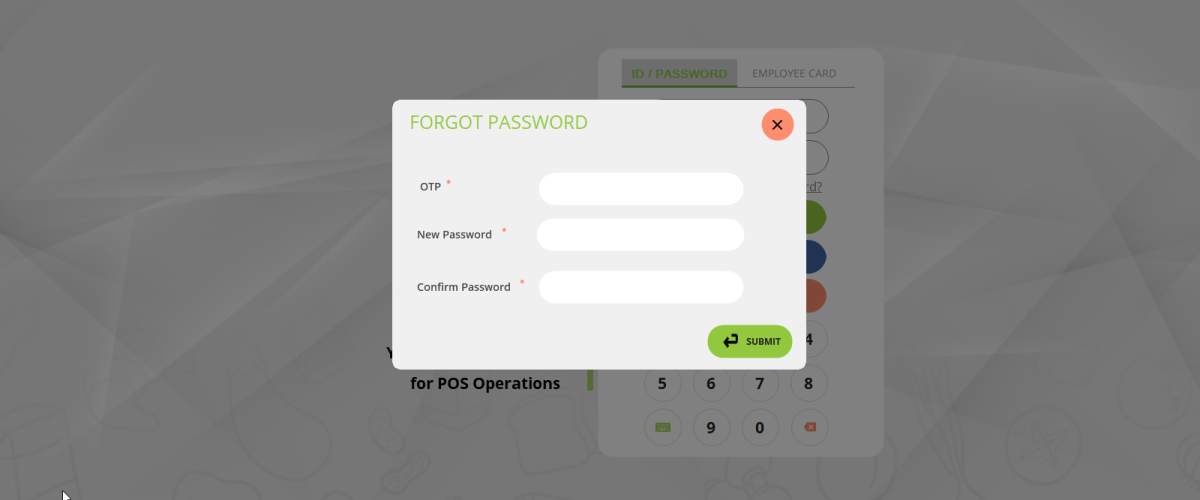 ID / PASSWORD EMPLOYEE CARD
FORGOT PASSWORD
OTP *
rd?
New Password *
Confirm Password *
SUBMIT
4
Y
for POS Operations
5 6 7 8
9 0